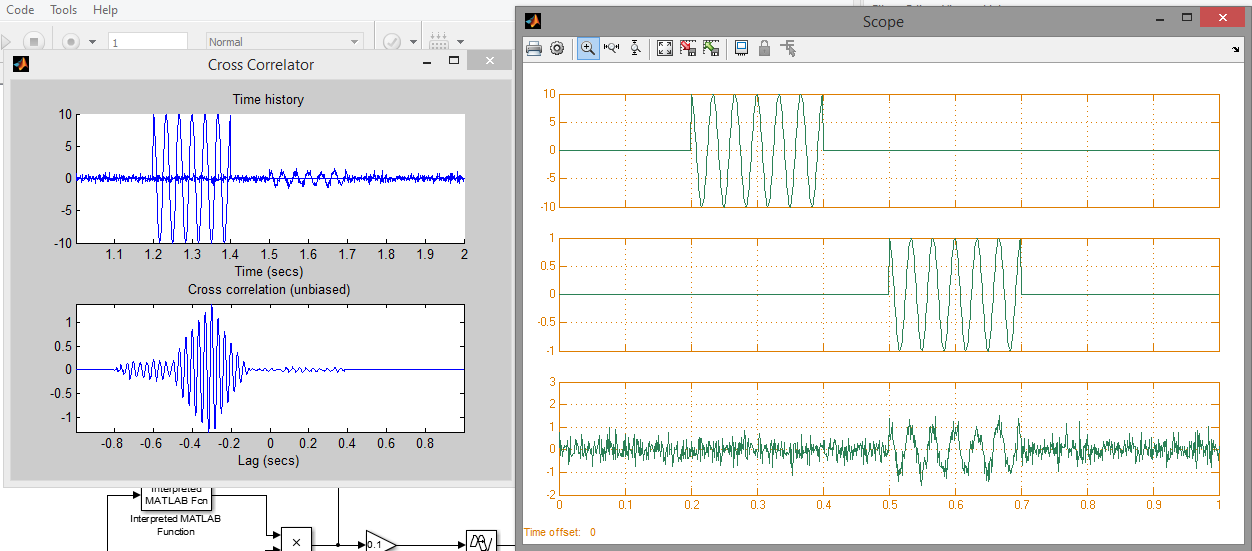 Code Tools Help
1 Normal
Cross Correlator
Time history
10
5
0
-5
-10
1.1 1.2 1.3 1.4 1.5 1.6 1.7 1.8 1.9 2
Time (secs)
Cross correlation (unbiased)
1
0.5
0
-0.5
-1
-0.8 -0.6 -0.4 -0.2 0 0.2 0.4 0.6 0.8
Lag (secs)
Interpreted
MATLAB Fcn
Interpreted MATLAB
Function
×
0.1
Scope
10
5
0
-5
-10
1
0.5
0
-0.5
-1
3
2
1
0
-1
-2
0 0.1 0.2 0.3 0.4 0.5 0.6 0.7 0.8 0.9 1
Time offset: 0